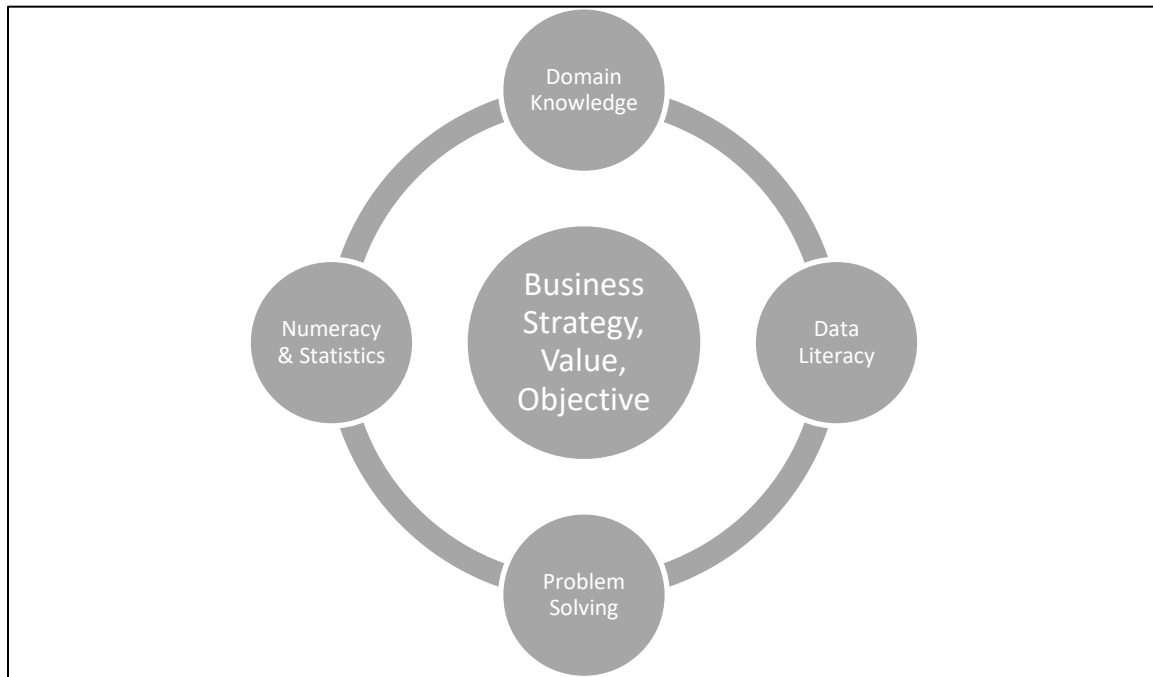 Domain
Knowledge
Business
Strategy,
Value,
Objective
Numeracy
& Statistics
Data
Literacy
Problem
Solving